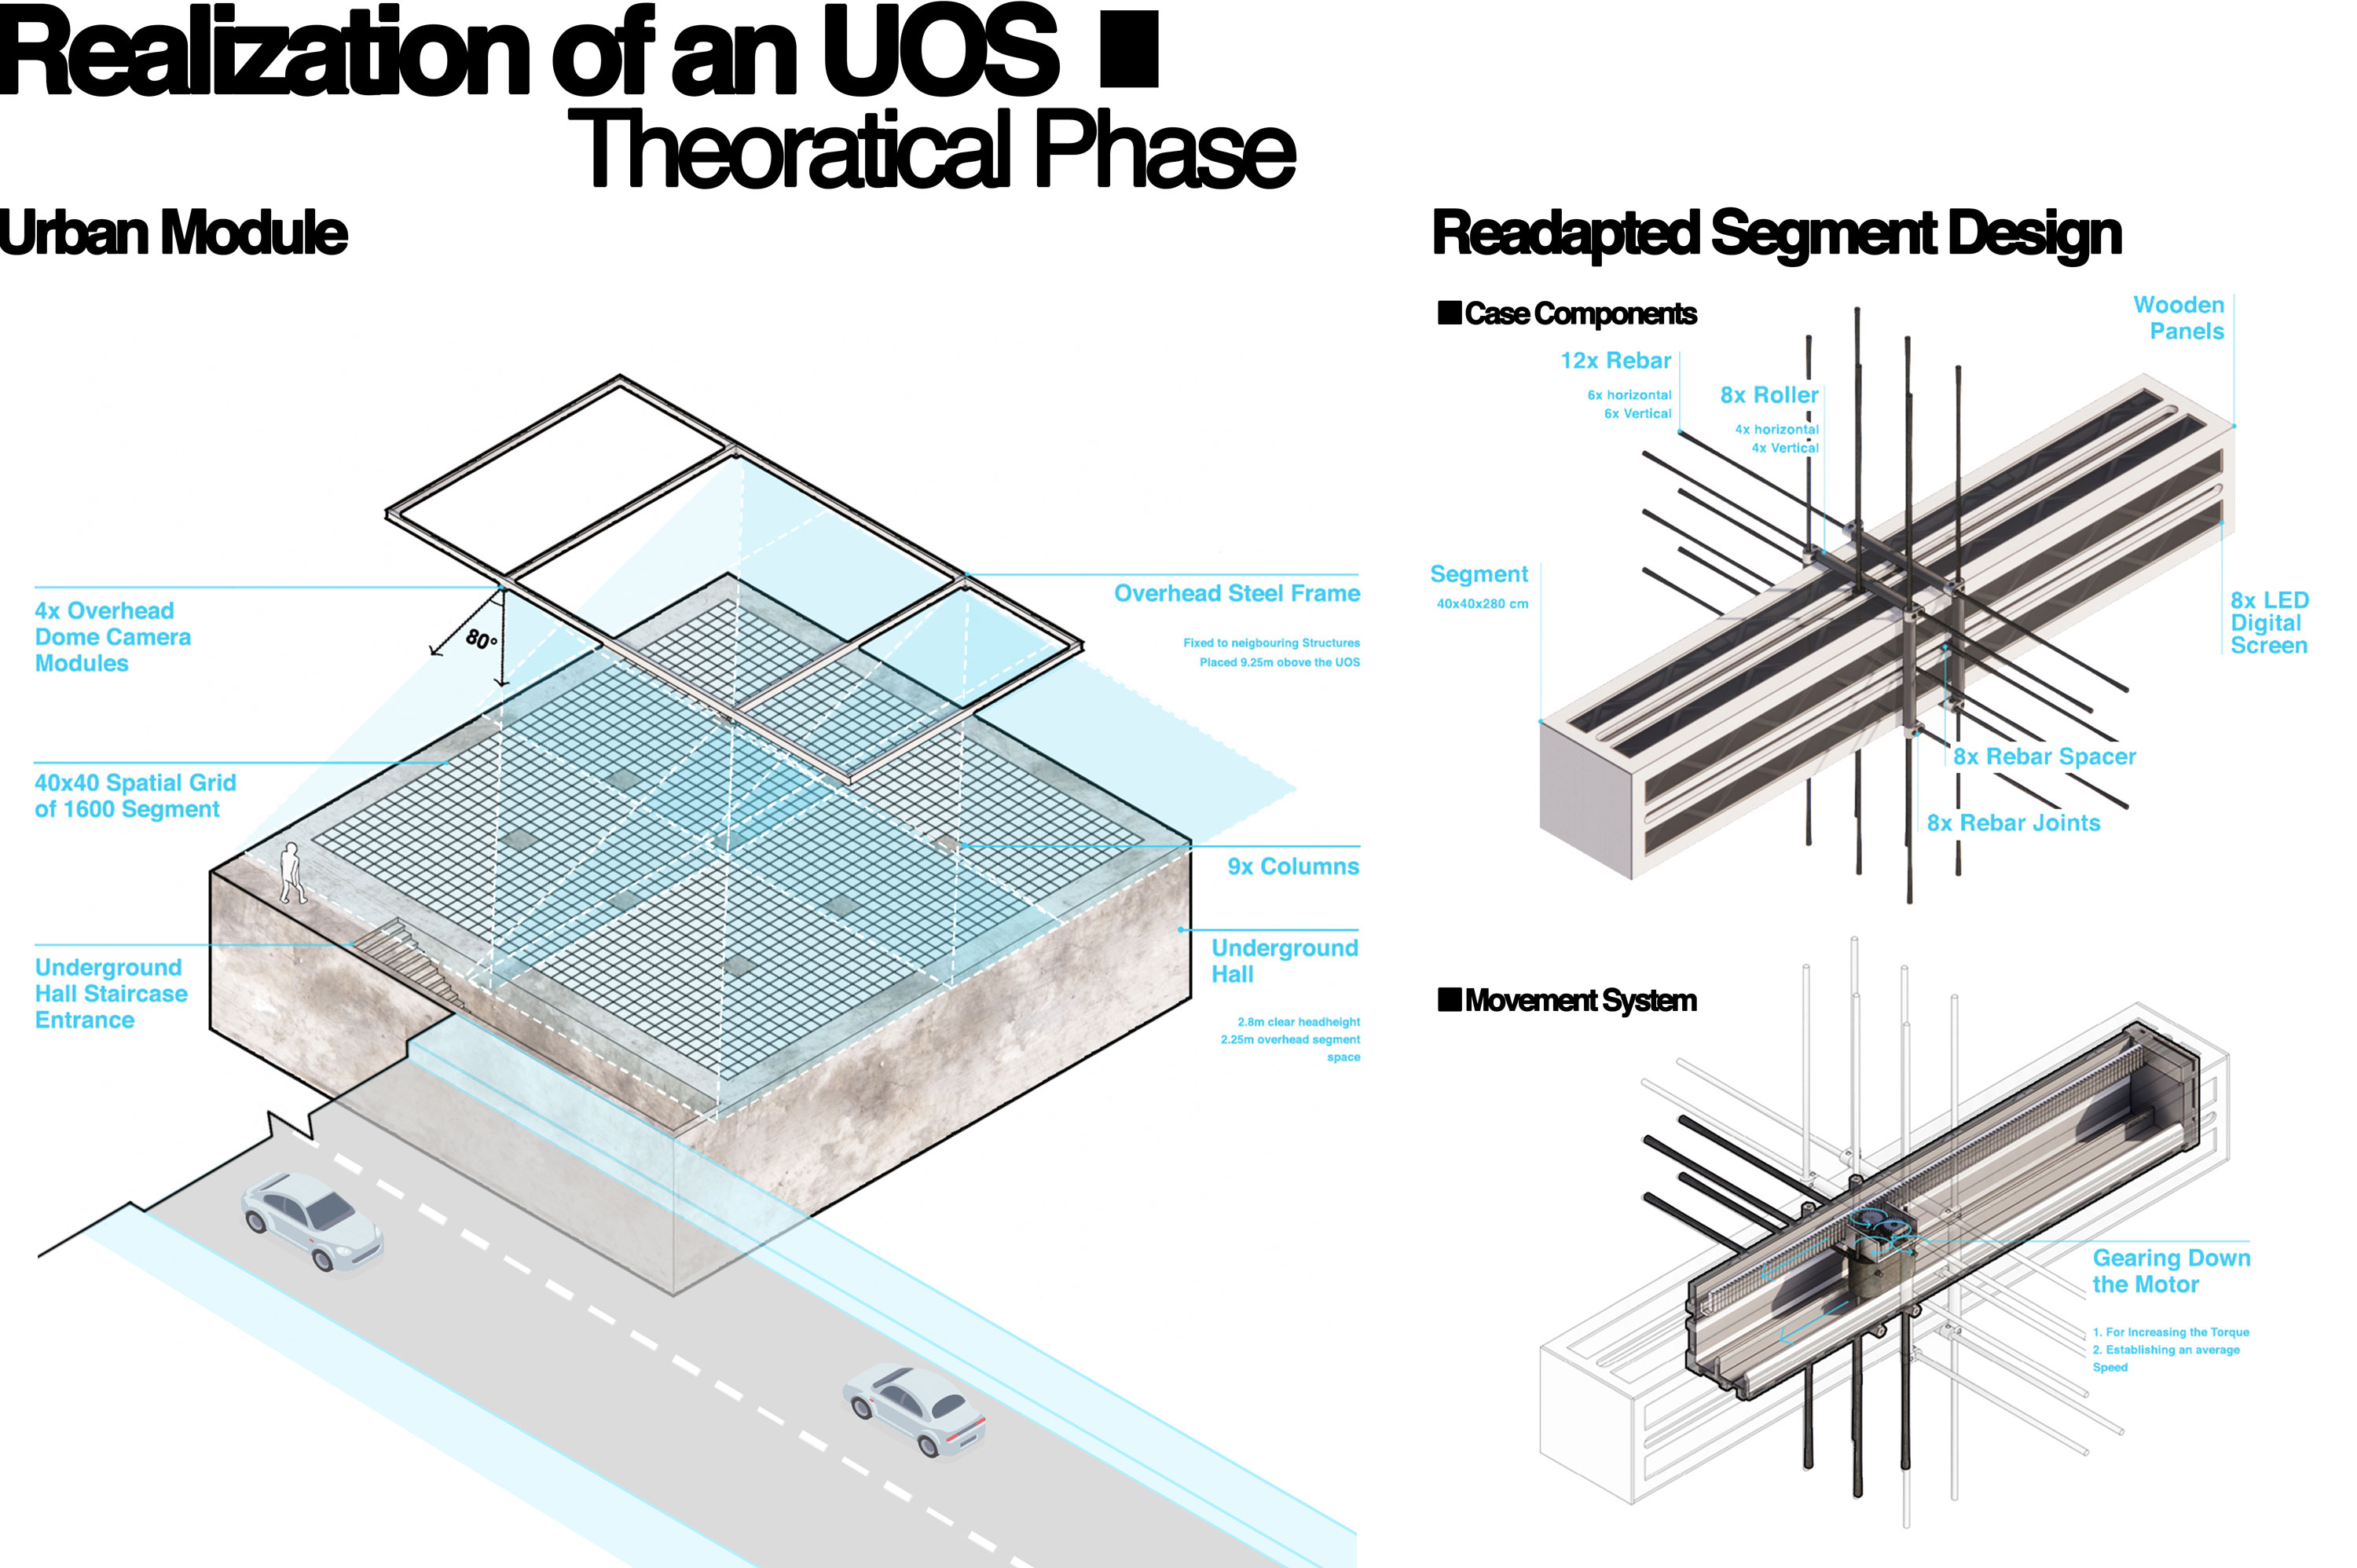 Realization of an UOS
Theoratical Phase
Urban Module
4x Overhead
Dome Camera
Modules
80°
40x40 Spatial Grid
of 1600 Segment
Underground
Hall Staircase
Entrance
Overhead Steel Frame
Fixed to neigbouring Structures
Placed 9.25m obove the UOS
9x Columns
Underground
Hall
2.8m clear headheight
2.25m overhead segment
space
Readapted Segment Design
Case Components
Wooden
Panels
12x Rebar
6x horizontal
6x Vertical
8x Roller
4x horizontal
4x Vertical
Segment
40x40x280 cm
8x LED
Digital
Screen
8x Rebar Spacer
8x Rebar Joints
Movement System
Gearing Down
the Motor
1. For Increasing the Torque
2. Establishing an average
Speed